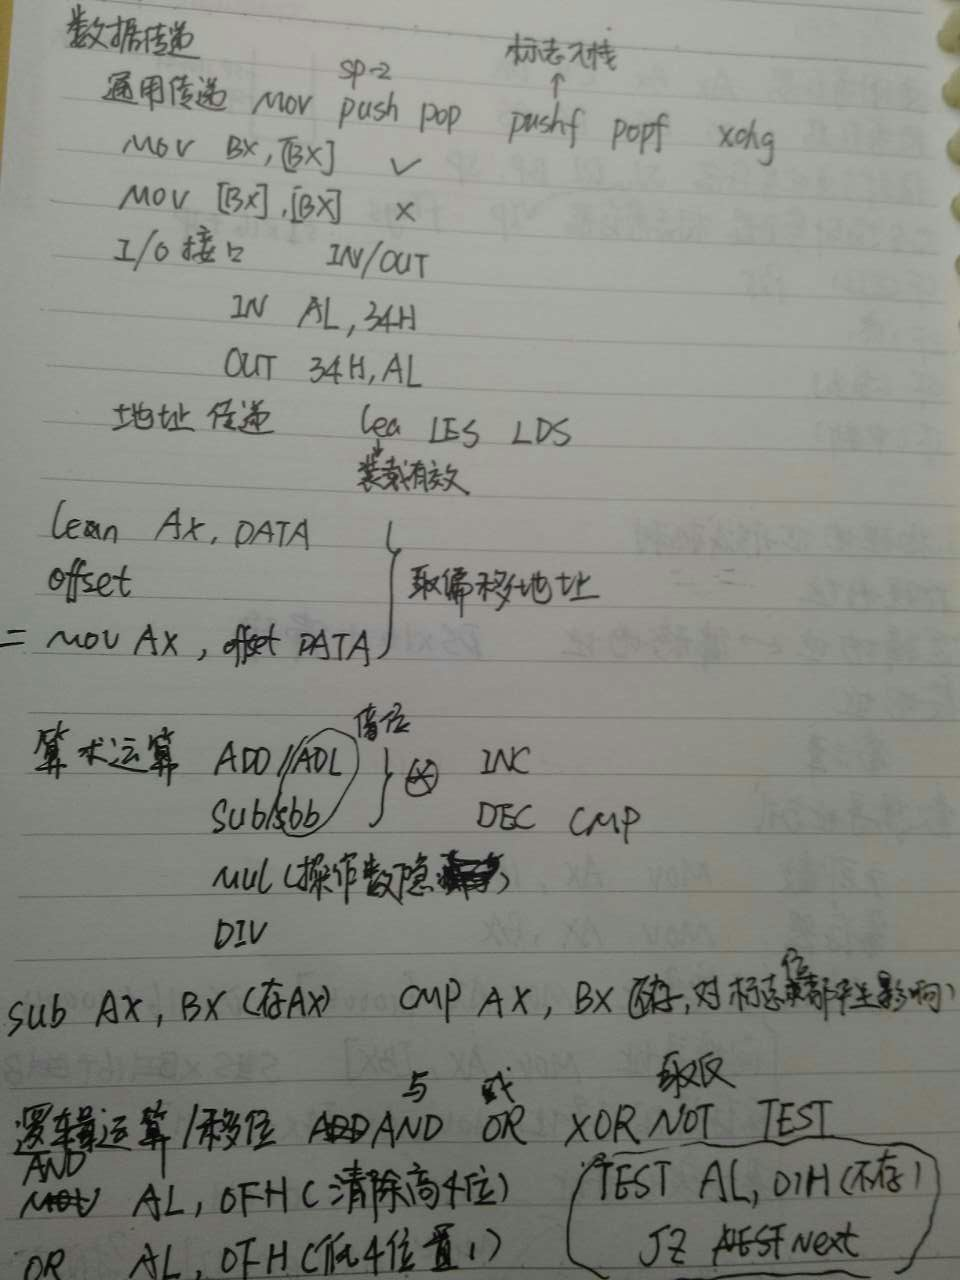 数据传递
sp-2 标志入栈
通用传递 MOV push pop pushf popf xchg
MOV BX,[BX] ✓
MOV [BX],[BX] ×
I/O 接口 IN/OUT
IN AL,34H
OUT 34H,AL
地址传递 lea LES LDS
装载有效
lean AX,DATA
offset
取偏移地址
= MOV AX,offset DATA
借位
算术运算 ADD/ADL INC
sub/sbb DEC CMP
MUL(操作数隐)
DIV
sub AX,BX(存AX) CMP AX,BX(不存,对标志位都产生影响)
与 或 取反
逻辑运算/移位 AND OR XOR NOT TEST
AND AL,0FH(清除高4位) TEST AL,01H(不存)
OR AL,0FH(低4位置1) JZ Next